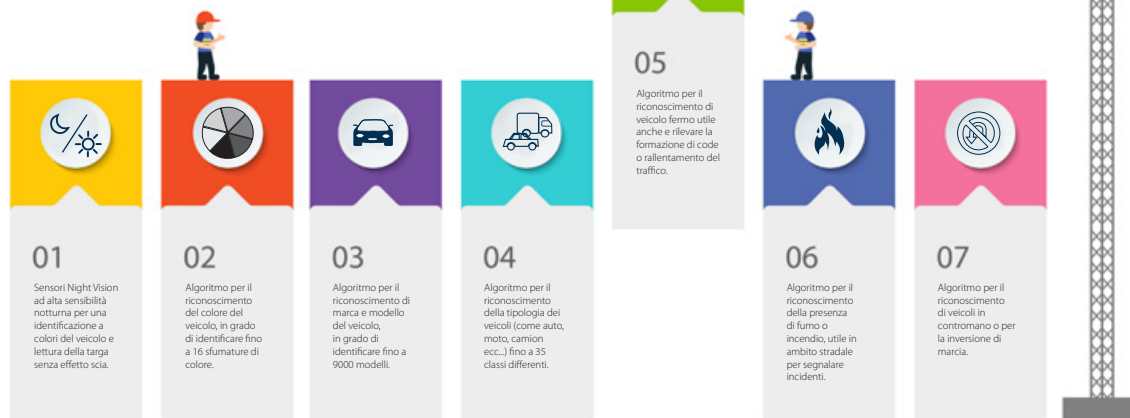 01
Sensori Night Vision
ad alta sensibilità
notturna per una
identificazione a
colori del veicolo e
lettura della targa
senza effetto scia.
02
Algoritmo per il
riconoscimento
del colore del
veicolo, in grado
di identificare fino
a 16 sfumature di
colore.
03
Algoritmo per il
riconoscimento di
marca e modello
del veicolo,
in grado di
identificare fino a
9000 modelli.
04
Algoritmo per il
riconoscimento
della tipologia dei
veicoli (come auto,
moto, camion
ecc...) fino a 35
classi differenti.
05
Algoritmo per il
riconoscimento di
veicolo fermo utile
anche e rilevare la
formazione di code
o rallentamento del
traffico.
06
Algoritmo per il
riconoscimento
della presenza
di fumo o
incendio, utile in
ambito stradale
per segnalare
incidenti.
07
Algoritmo per il
riconoscimento
di veicoli in
contromano o per
la inversione di
marcia.